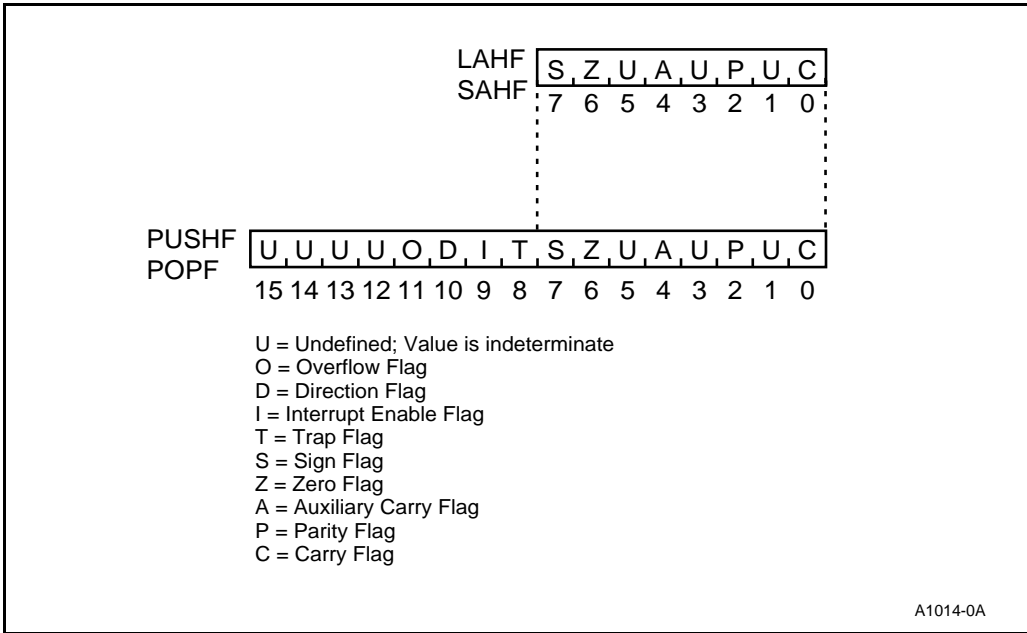 LAHF
SAHF
S Z U A U P U C
7 6 5 4 3 2 1 0
PUSHF
POPF
U U U U O D I T S Z U A U P U C
15 14 13 12 11 10 9 8 7 6 5 4 3 2 1 0
U = Undefined; Value is indeterminate
O = Overflow Flag
D = Direction Flag
I = Interrupt Enable Flag
T = Trap Flag
S = Sign Flag
Z = Zero Flag
A = Auxiliary Carry Flag
P = Parity Flag
C = Carry Flag
A1014-0A